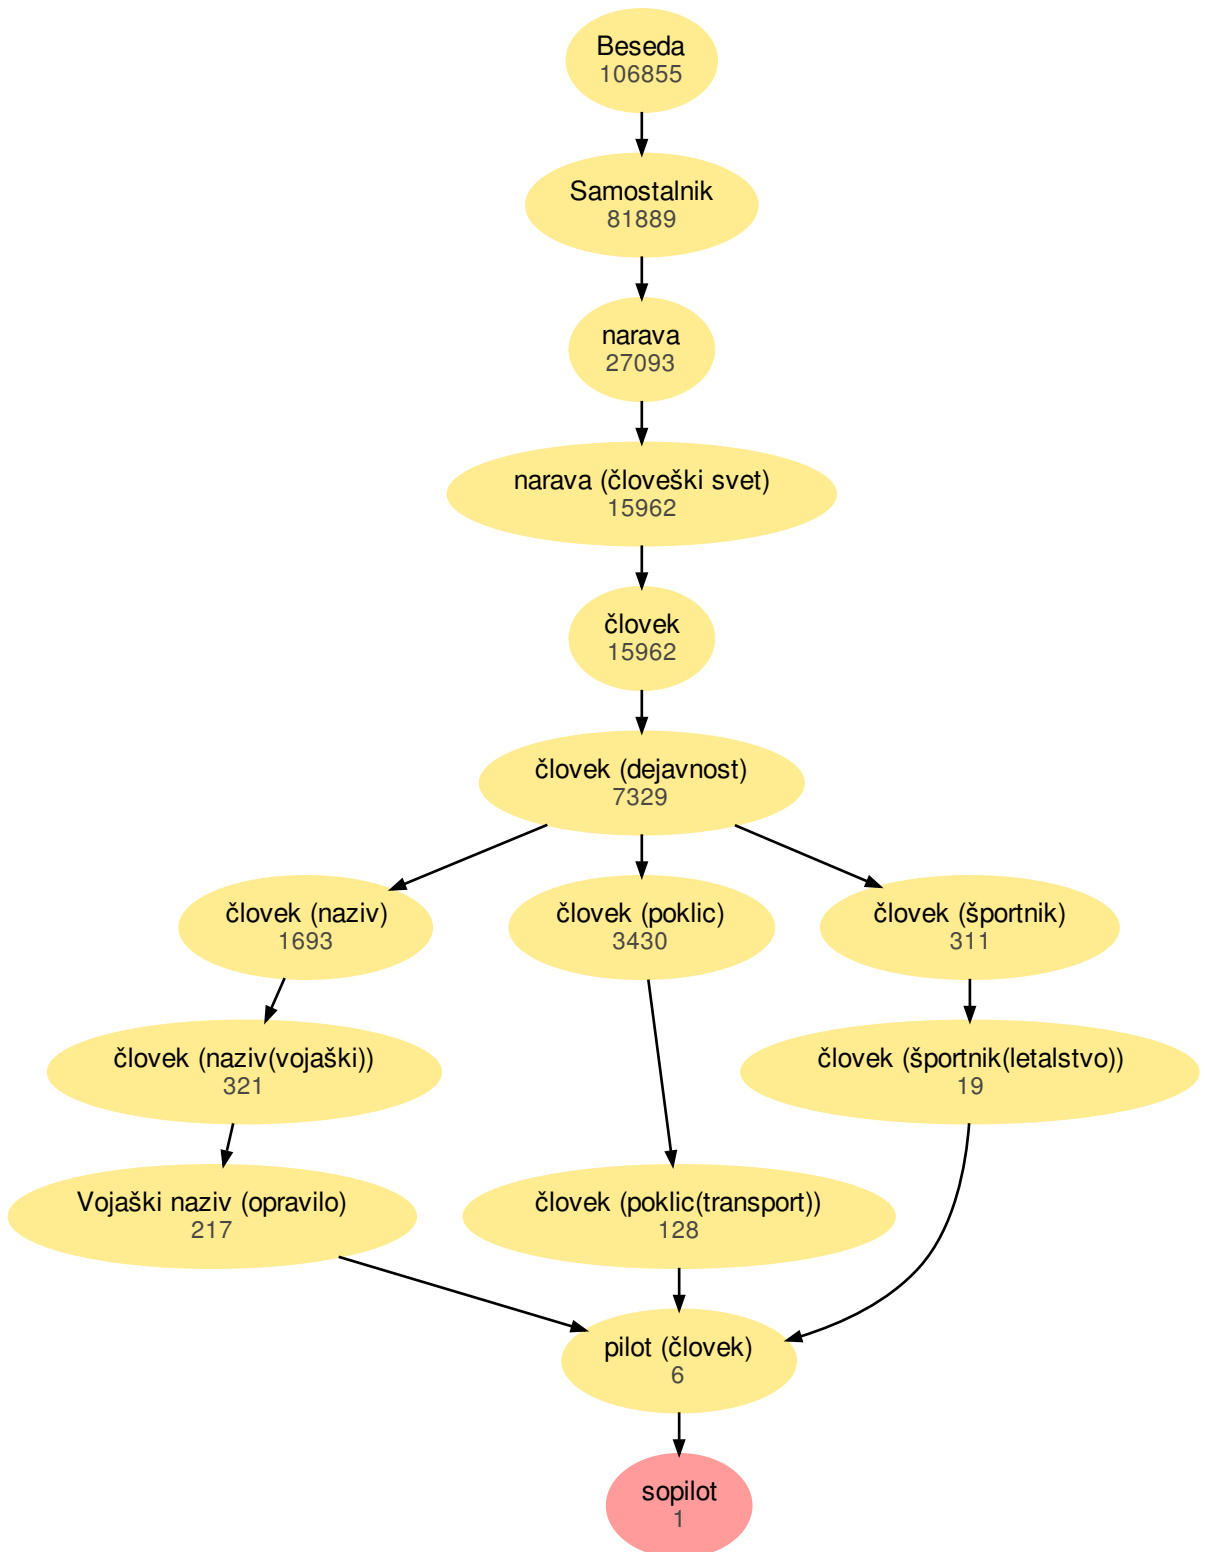 Beseda
106855
Samostalnik
81889
narava
27093
narava (človeški svet)
15962
človek
15962
človek (dejavnost)
7329
človek (naziv)
1693
človek (poklic)
3430
človek (športnik)
311
človek (naziv(vojaški))
321
človek (športnik(letalstvo))
19
Vojaški naziv (opravilo)
217
človek (poklic(transport))
128
pilot (človek)
6
sopilot
1